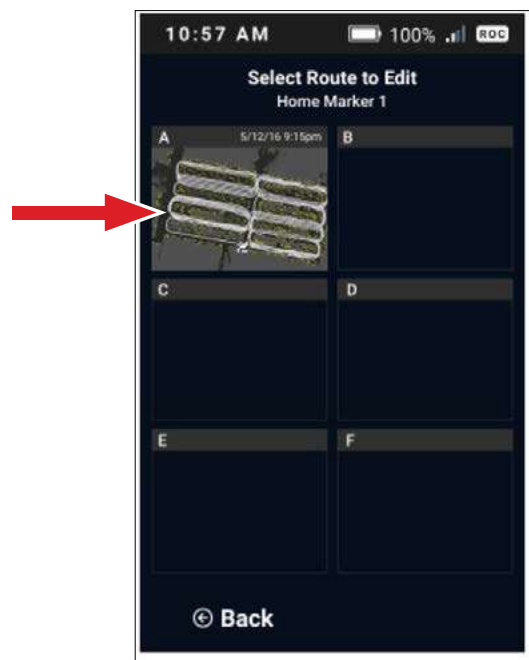 10:57 AM 100% ROC
Select Route to Edit
Home Marker 1
A 5/12/16 9:15pm B
C D
E F
Back